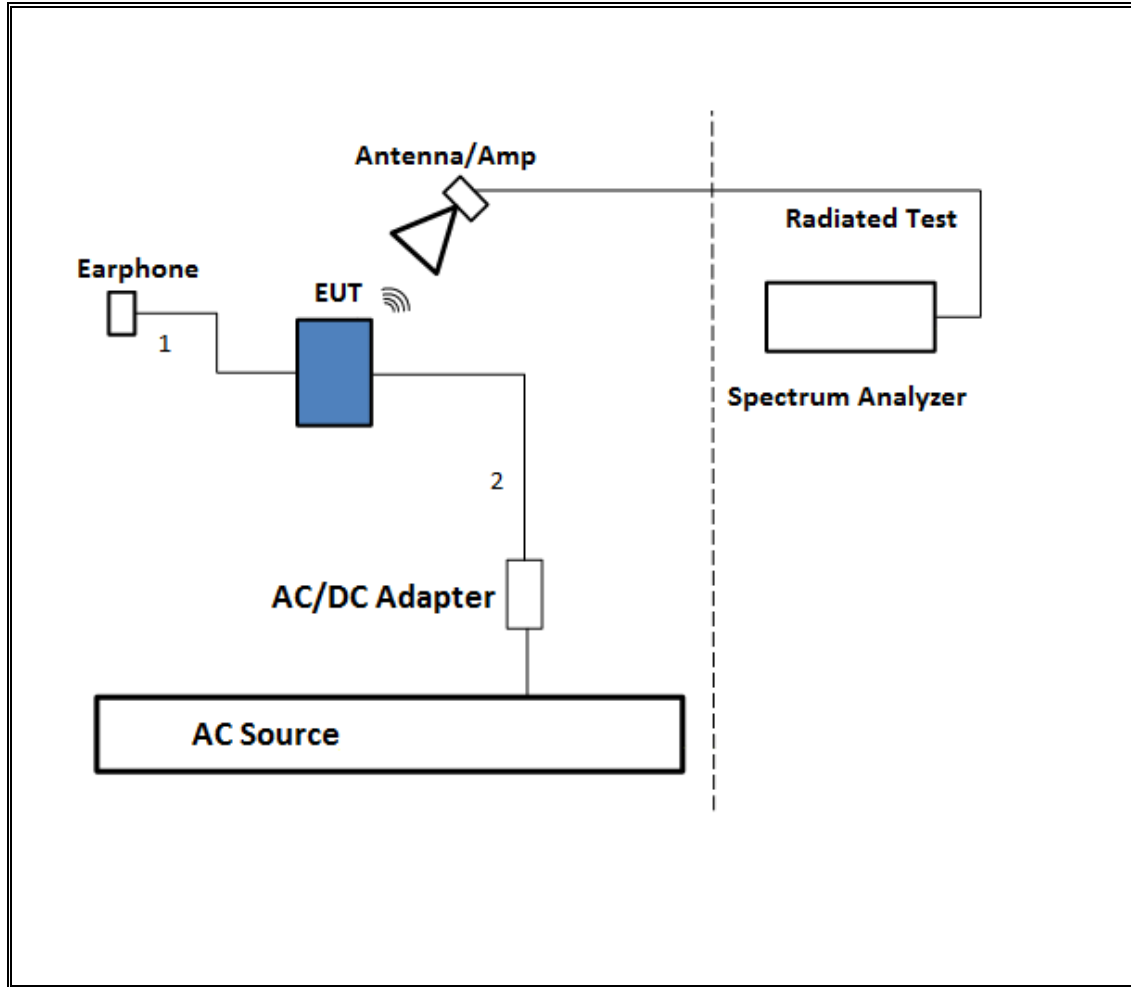 Antenna/Amp
Radiated Test
Earphone
EUT
1
Spectrum Analyzer
2
AC/DC Adapter
AC Source